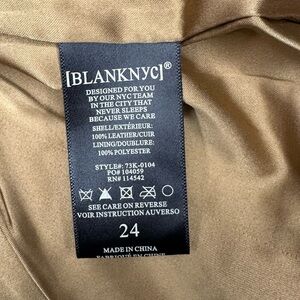 [BLANKNYC]®
DESIGNED FOR YOU
BY OUR NYC TEAM
IN THE CITY THAT
NEVER SLEEPS
BECAUSE WE CARE
SHELL/EXTÉRIEUR:
100% LEATHER/CUIR
LINING/DOUBLURE:
100% POLYESTER
STYLE#: 73K-0104
PO# 104059
RN# 114542
SEE CARE ON REVERSE
VOIR INSTRUCTION AUVERSO
24
MADE IN CHINA